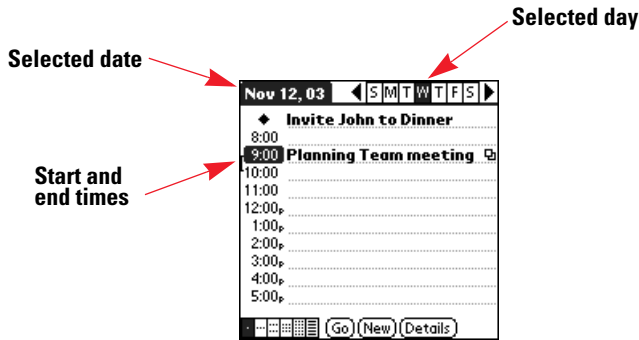 Selected day
Selected date
Nov 12, 03 S M T W T F S
Invite John to Dinner
8:00
9:00 Planning Team meeting
Start and
end times
10:00
11:00
12:00p
1:00p
2:00p
3:00p
4:00p
5:00p
Go New Details